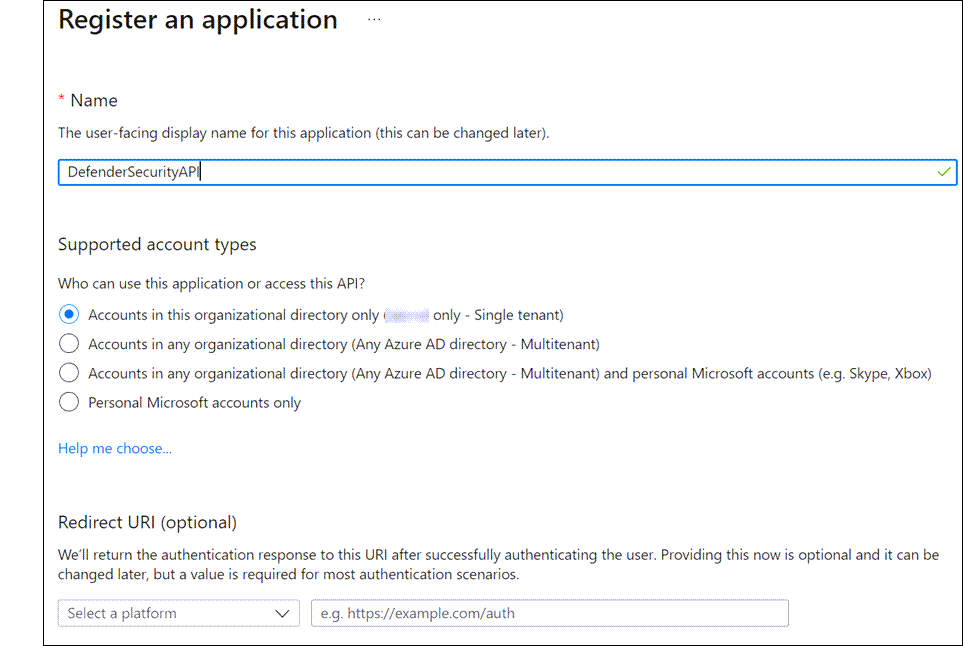 Register an application ...
* Name
The user-facing display name for this application (this can be changed later).
DefenderSecurityAPI
Supported account types
Who can use this application or access this API?
Accounts in this organizational directory only ( only - Single tenant)
Accounts in any organizational directory (Any Azure AD directory - Multitenant)
Accounts in any organizational directory (Any Azure AD directory - Multitenant) and personal Microsoft accounts (e.g. Skype, Xbox)
Personal Microsoft accounts only
Help me choose...
Redirect URI (optional)
We'll return the authentication response to this URI after successfully authenticating the user. Providing this now is optional and it can be
changed later, but a value is required for most authentication scenarios.
Select a platform e.g. https://example.com/auth